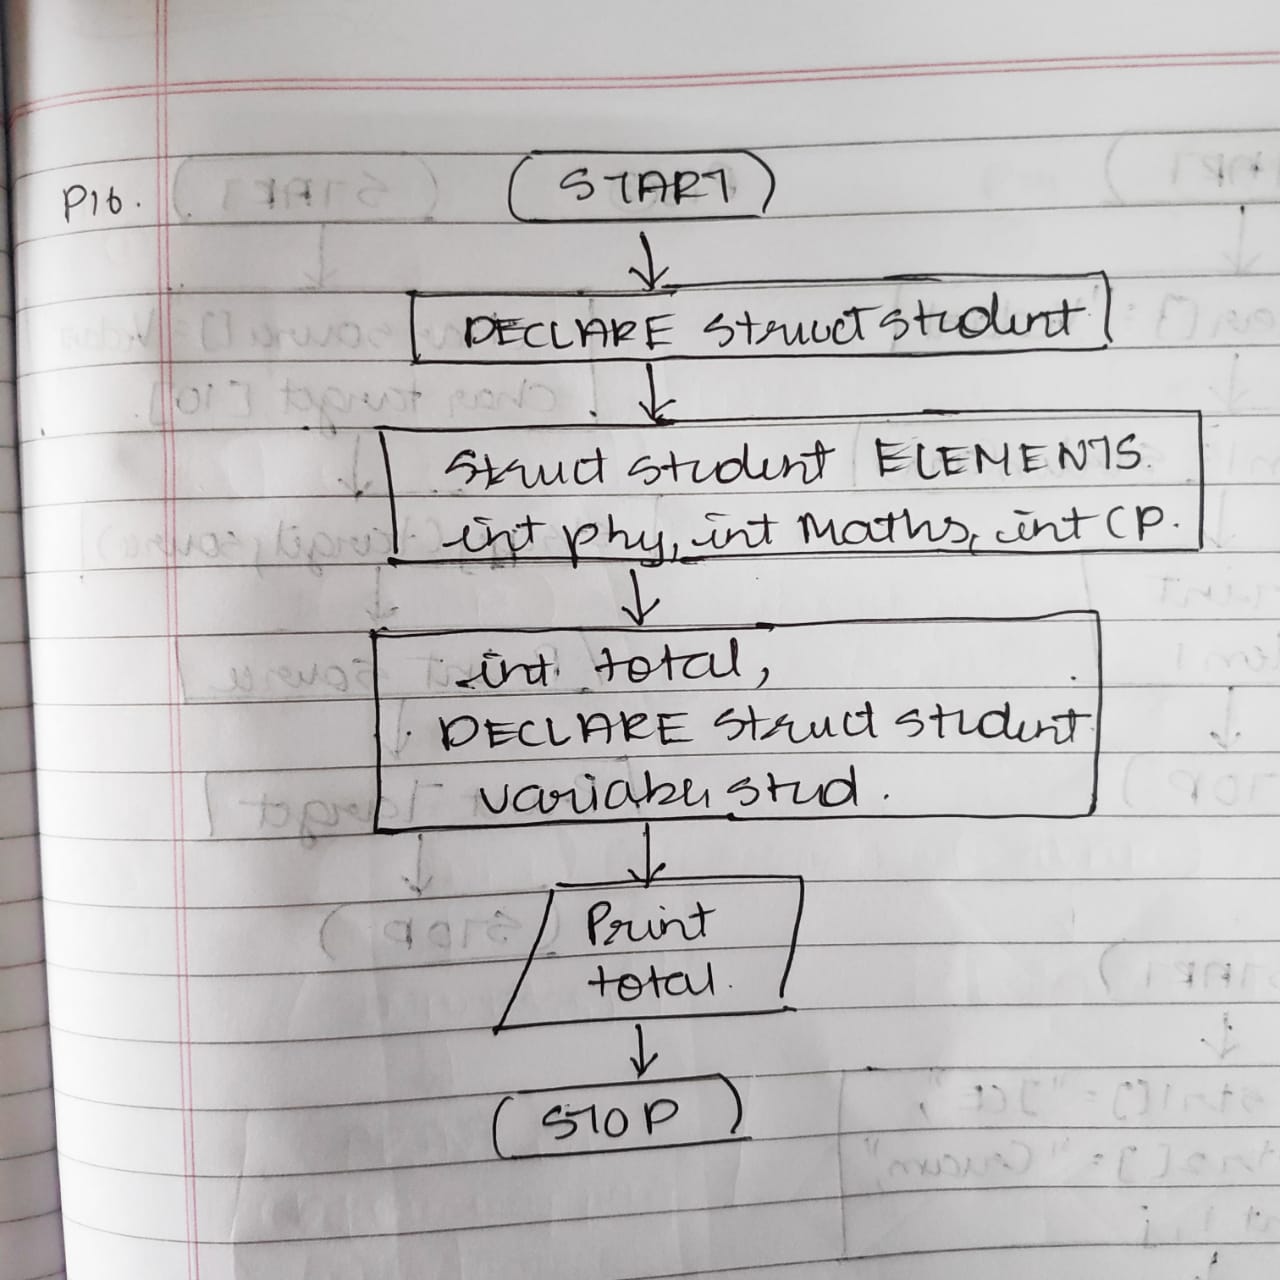 P16.
START
DECLARE struct student
struct student ELEMENTS.
int phy, int Maths, int CP.
int total,
DECLARE struct student
variable stud.
Print
total.
STOP